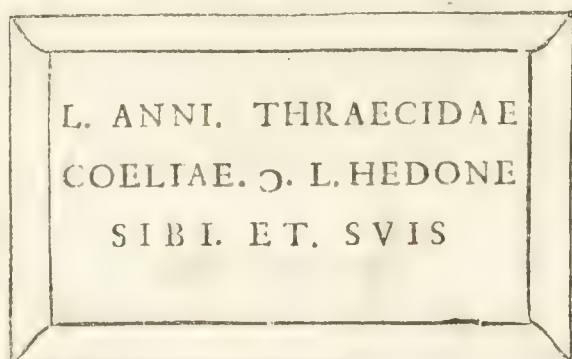 L. ANNI. THRAECIDAE
COELIAE. Ɔ. L. HEDONE
SIBI. ET. SVIS